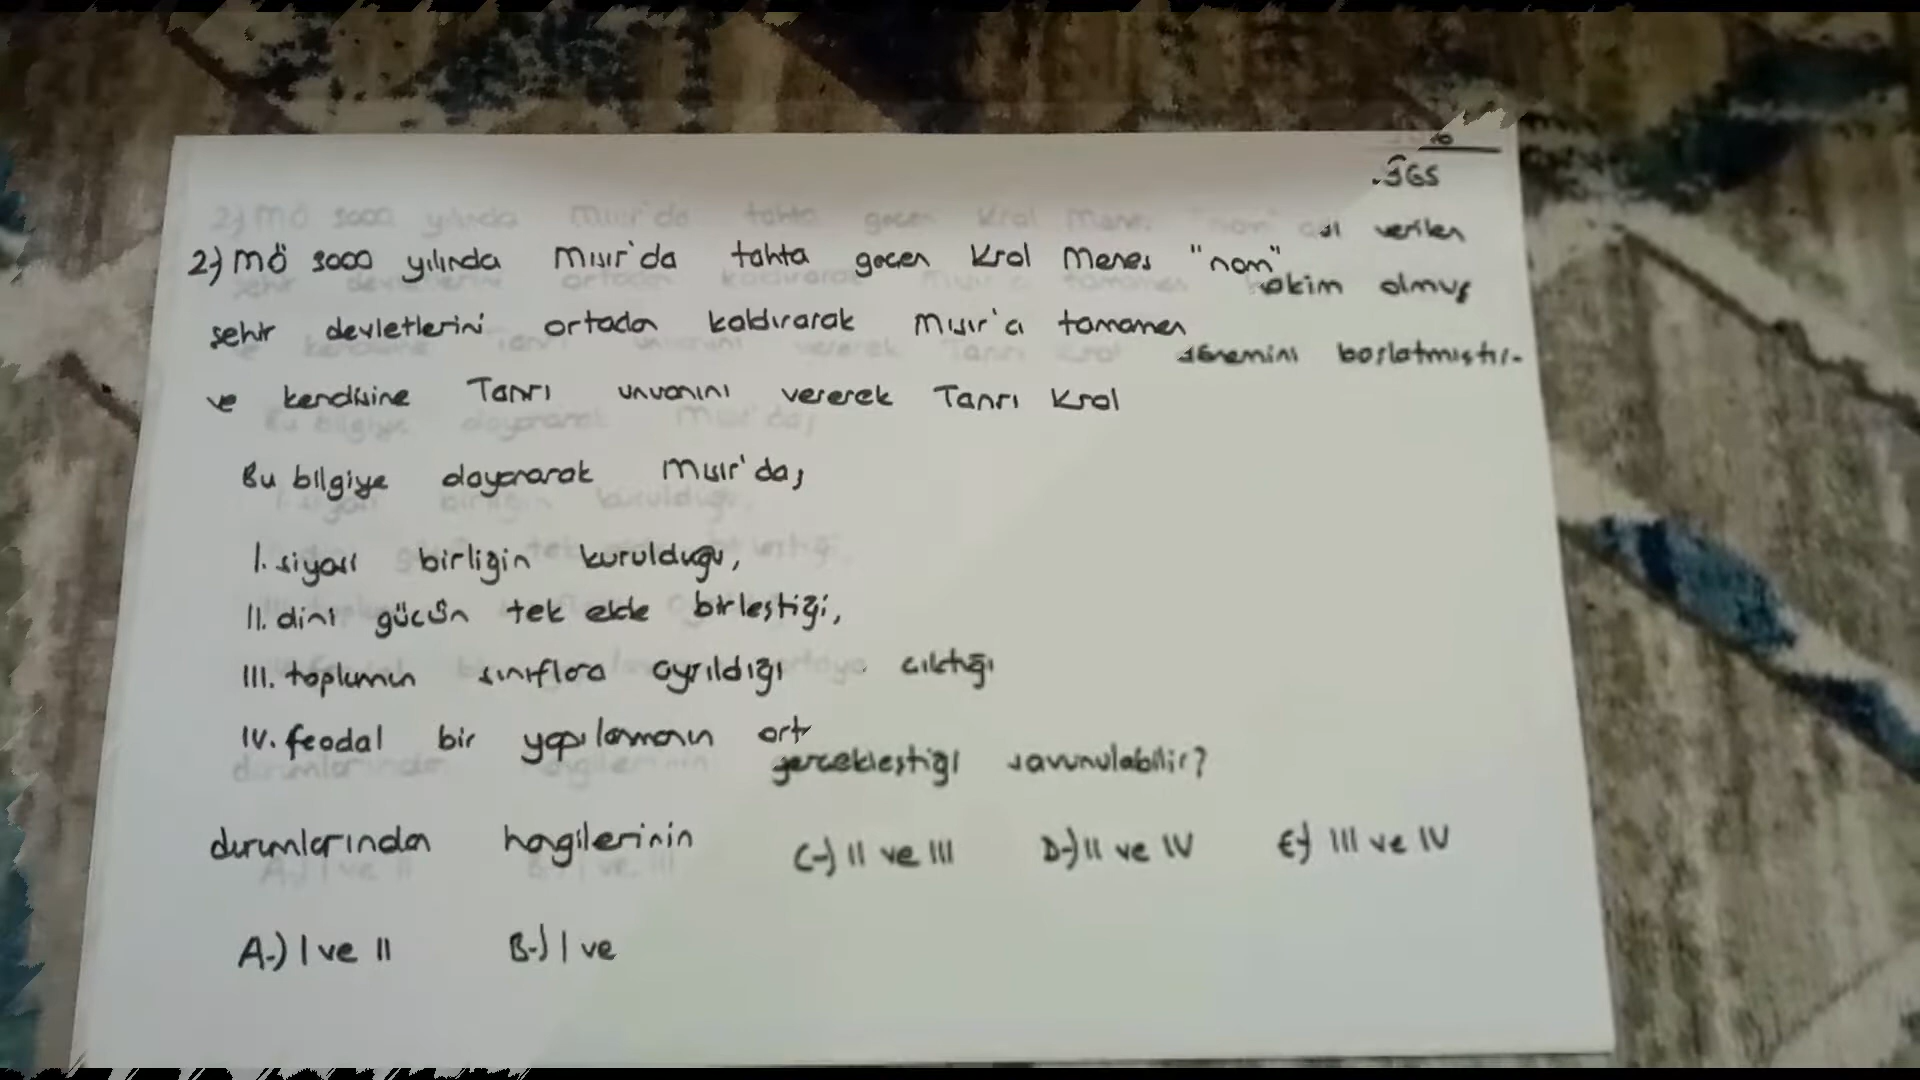 .365
2-) MÖ 3000 yılında Mısır'da tahta geçen Kral Menes "nom" adı verilen
şehir devletlerini ortadan kaldırarak Mısır'a tamamen hakim olmuş
ve kendisine Tanrı unvanını vererek Tanrı Kral dönemini başlatmıştır.
Bu bilgiye dayanarak Mısır'da;
I. siyasi birliğin kurulduğu,
II. dini gücün tek elde birleştiği,
III. toplumun sınıflara ayrıldığı
IV. feodal bir yapılanmanın ortaya çıktığı
durumlarından hangilerinin gerçekleştiği savunulabilir?
A-) I ve II B-) I ve III C-) II ve III D-) II ve IV E-) III ve IV